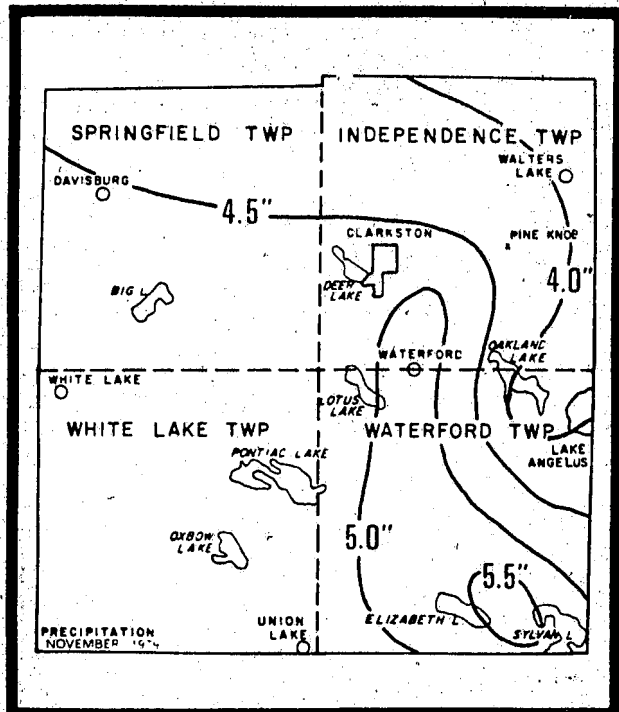 SPRINGFIELD TWP
INDEPENDENCE TWP
WALTERS
LAKE
DAVISBURG
4.5"
CLARKSTON
PINE KNOB
DEER
LAKE
4.0"
BIG L.
OAKLAND
LAKE
WATERFORD
WHITE LAKE
LOTUS
LAKE
WHITE LAKE TWP
WATERFORD TWP
PONTIAC LAKE
LAKE
ANGELUS
OXBOW
LAKE
5.0"
5.5"
ELIZABETH L.
SYLVAN L.
UNION
LAKE
PRECIPITATION
NOVEMBER